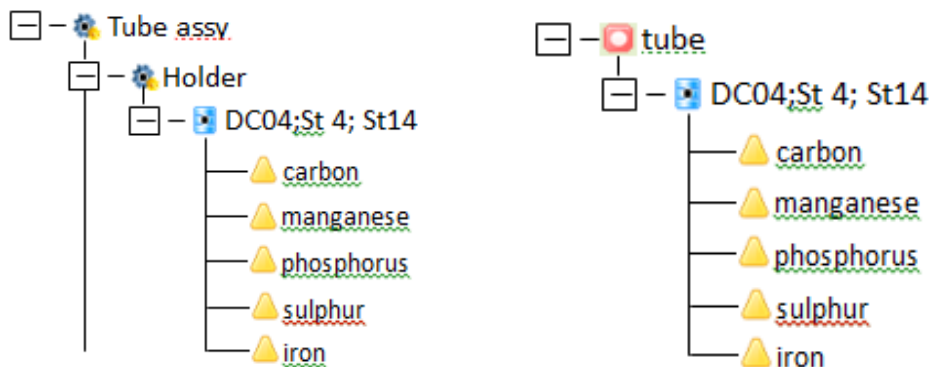 Tube assy
Holder
DC04;St 4; St14
carbon
manganese
phosphorus
sulphur
iron
tube
DC04;St 4; St14
carbon
manganese
phosphorus
sulphur
iron